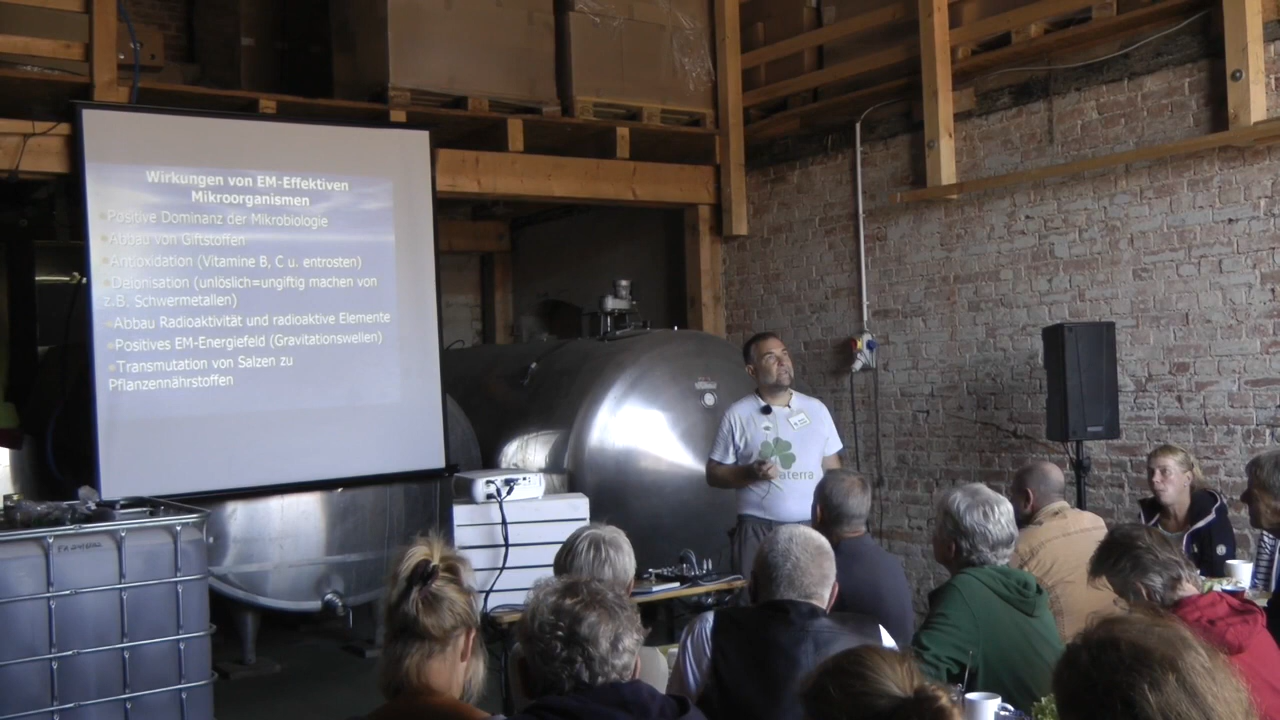 Wirkungen von EM-Effektiven
Mikroorganismen
Positive Dominanz der Mikrobiologie
Abbau von Giftstoffen
Antioxidation (Vitamine B, C u. entrosten)
Deionisation (unlöslich=ungiftig machen von
z.B. Schwermetallen)
Abbau Radioaktivität und radioaktive Elemente
Positives EM-Energiefeld (Gravitationswellen)
Transmutation von Salzen zu
Pflanzennährstoffen
aterra